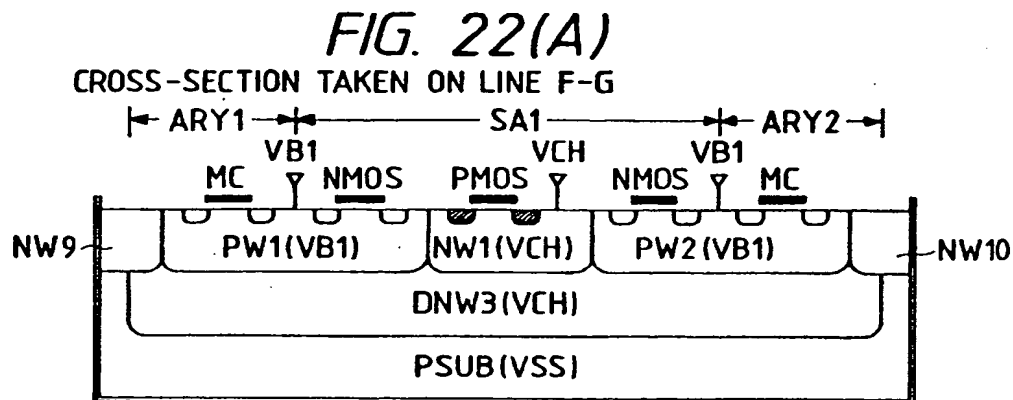 FIG. 22(A)
CROSS-SECTION TAKEN ON LINE F-G
ARY1 SA1 ARY2
VB1 VCH VB1
MC NMOS PMOS NMOS MC
NW9 PW1(VB1) NW1(VCH) PW2(VB1) NW10
DNW3(VCH)
PSUB(VSS)